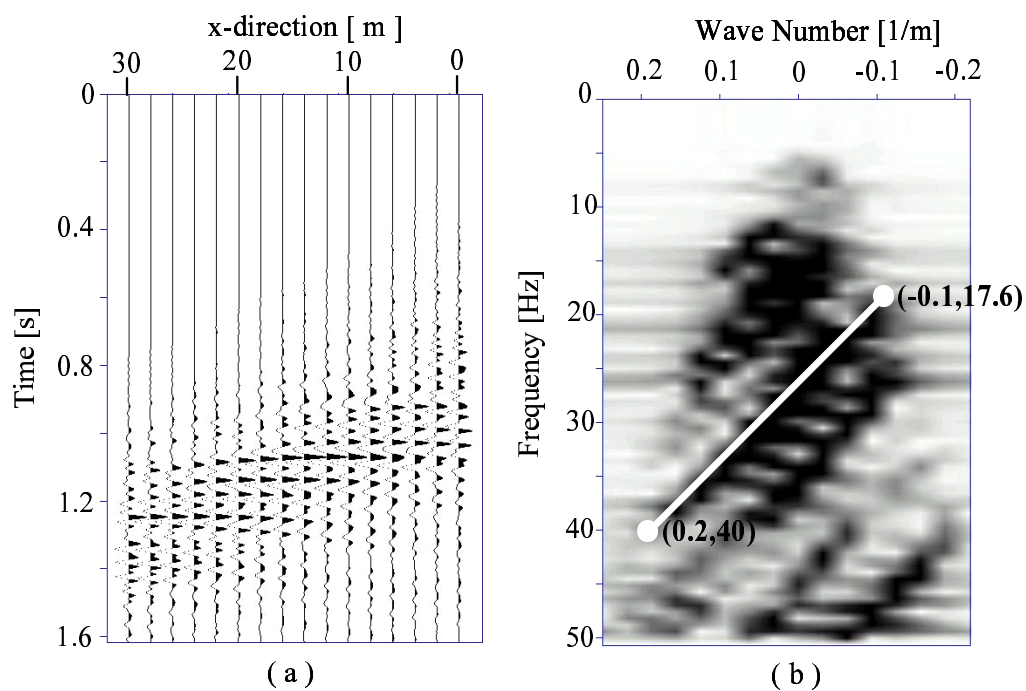 x-direction [ m ]
30 20 10 0
0
0.4
0.8
1.2
1.6
Time [s]
( a )
Wave Number [1/m]
0.2 0.1 0 -0.1 -0.2
0
10
20
30
40
50
Frequency [Hz]
(-0.1,17.6)
(0.2,40)
( b )